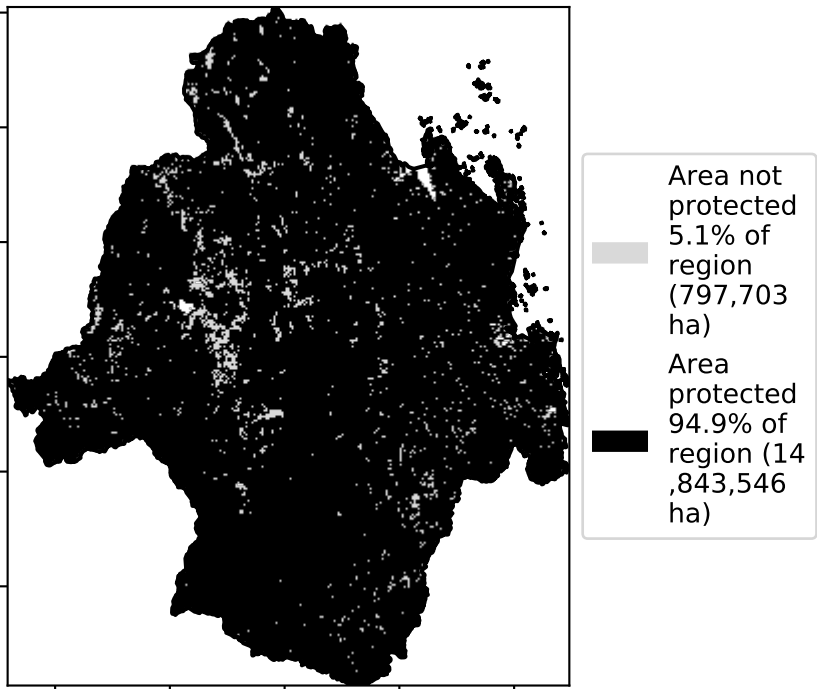 Area not
protected
5.1% of
region
(797,703
ha)
Area
protected
94.9% of
region (14
,843,546
ha)